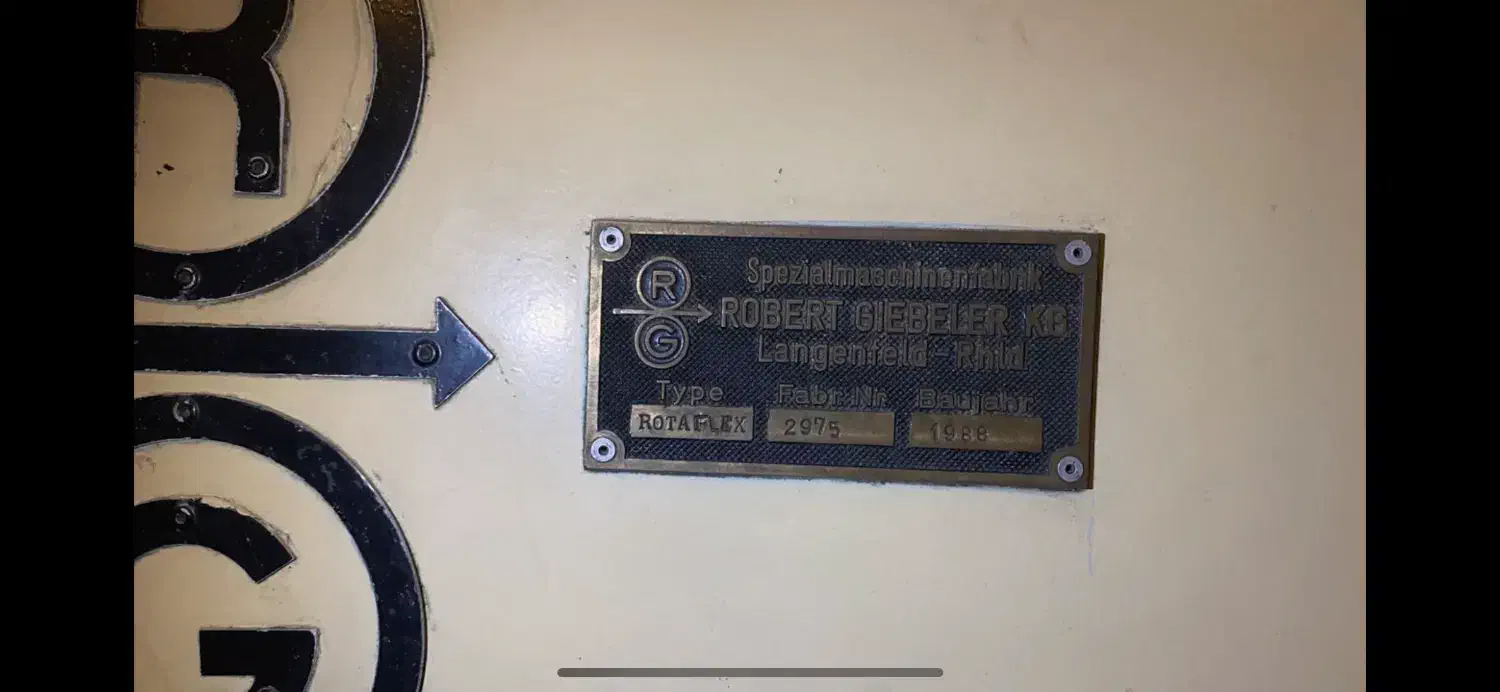 R
G
R
G
Spezialmaschinenfabrik
ROBERT GIEBELER KG
Langenfeld - Rhld
Type Fabr. Nr. Baujahr
ROTAFLEX 2975 1988